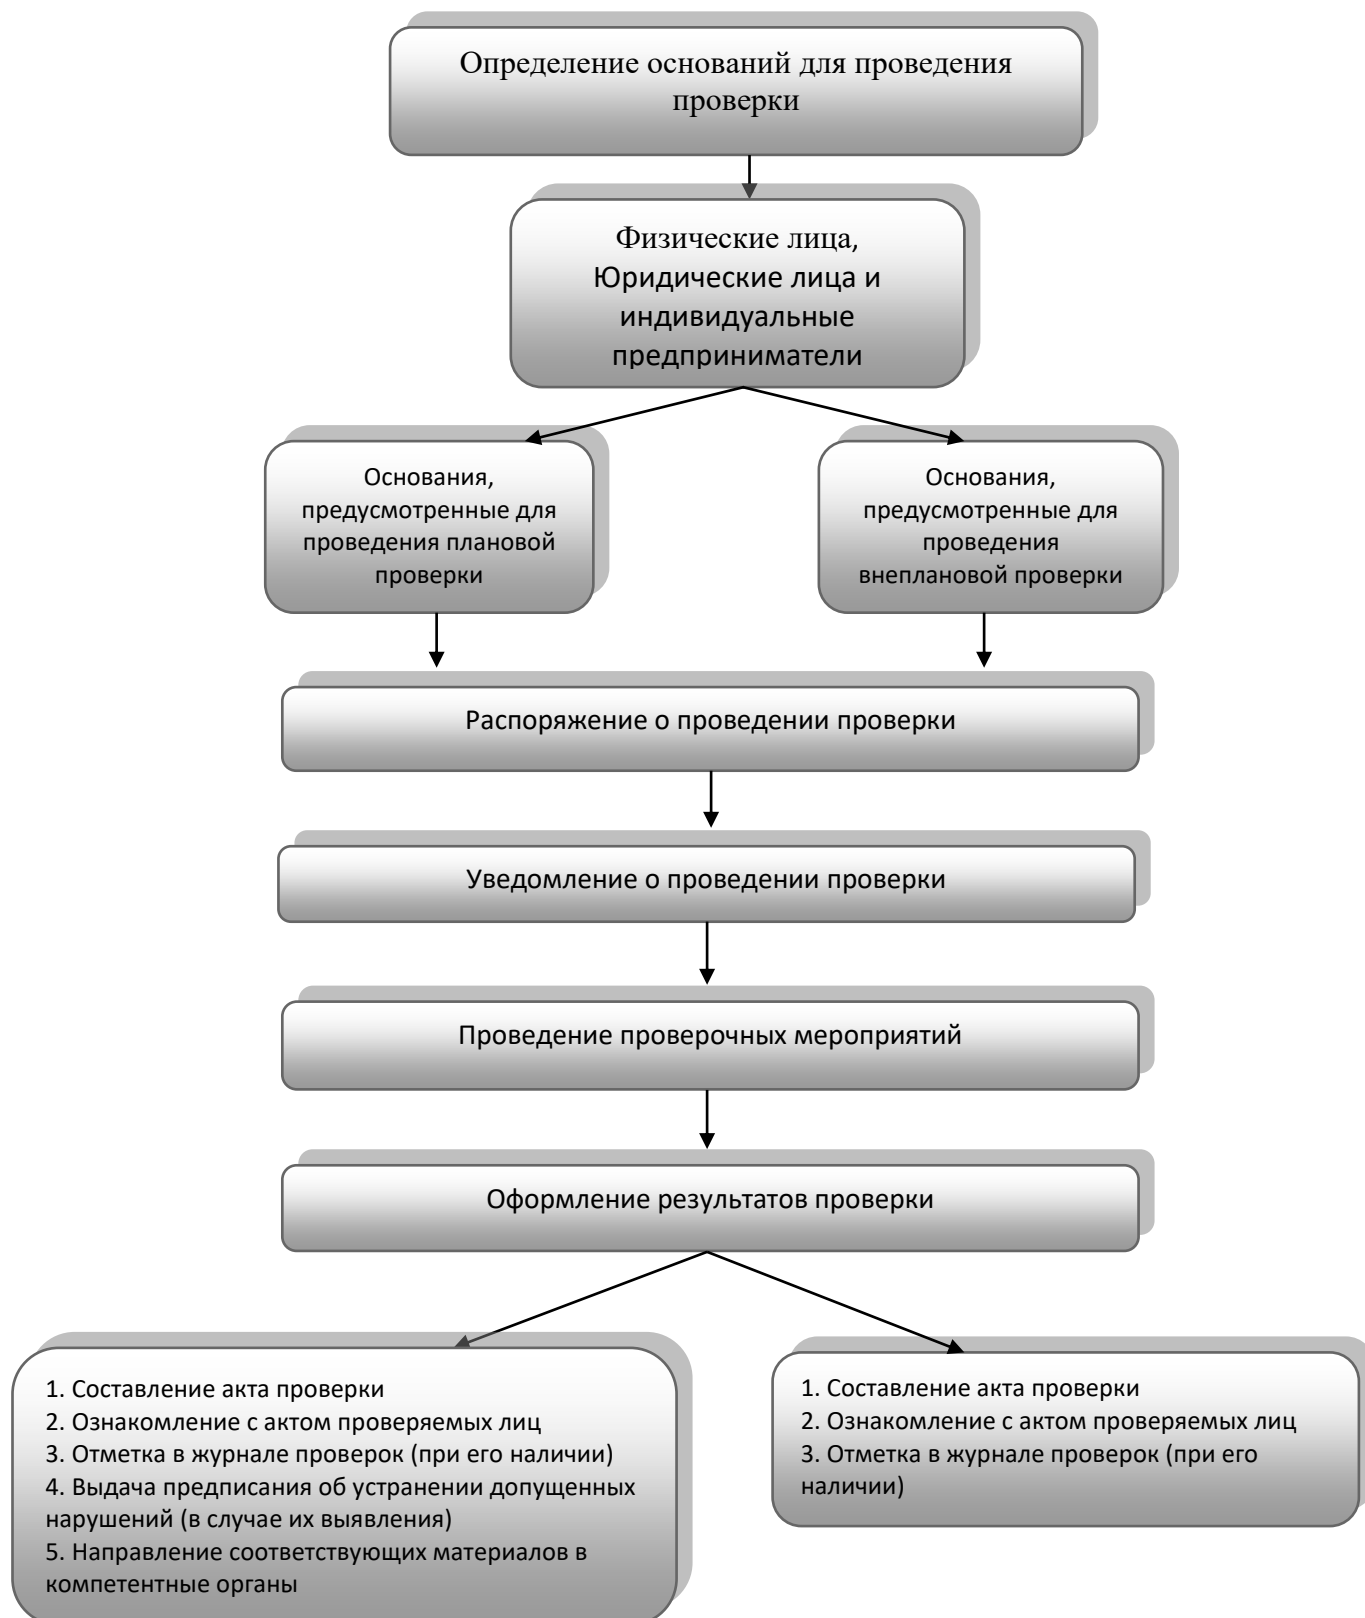 Определение оснований для проведения
проверки
Физические лица,
Юридические лица и
индивидуальные
предприниматели
Основания,
предусмотренные для
проведения плановой
проверки
Основания,
предусмотренные для
проведения
внеплановой проверки
Распоряжение о проведении проверки
Уведомление о проведении проверки
Проведение проверочных мероприятий
Оформление результатов проверки
1. Составление акта проверки
2. Ознакомление с актом проверяемых лиц
3. Отметка в журнале проверок (при его наличии)
4. Выдача предписания об устранении допущенных
нарушений (в случае их выявления)
5. Направление соответствующих материалов в
компетентные органы
1. Составление акта проверки
2. Ознакомление с актом проверяемых лиц
3. Отметка в журнале проверок (при его
наличии)